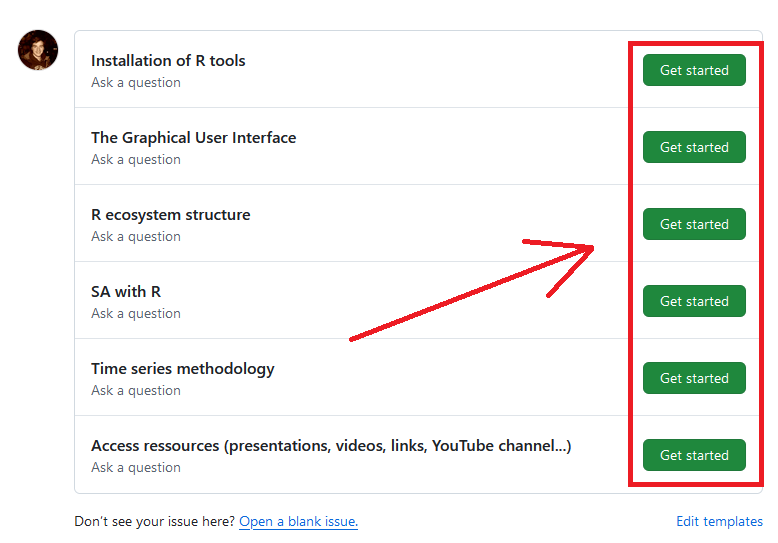 Installation of R tools
Ask a question
Get started
The Graphical User Interface
Ask a question
Get started
R ecosystem structure
Ask a question
Get started
SA with R
Ask a question
Get started
Time series methodology
Ask a question
Get started
Access ressources (presentations, videos, links, YouTube channel...)
Ask a question
Get started
Don't see your issue here? Open a blank issue.
Edit templates